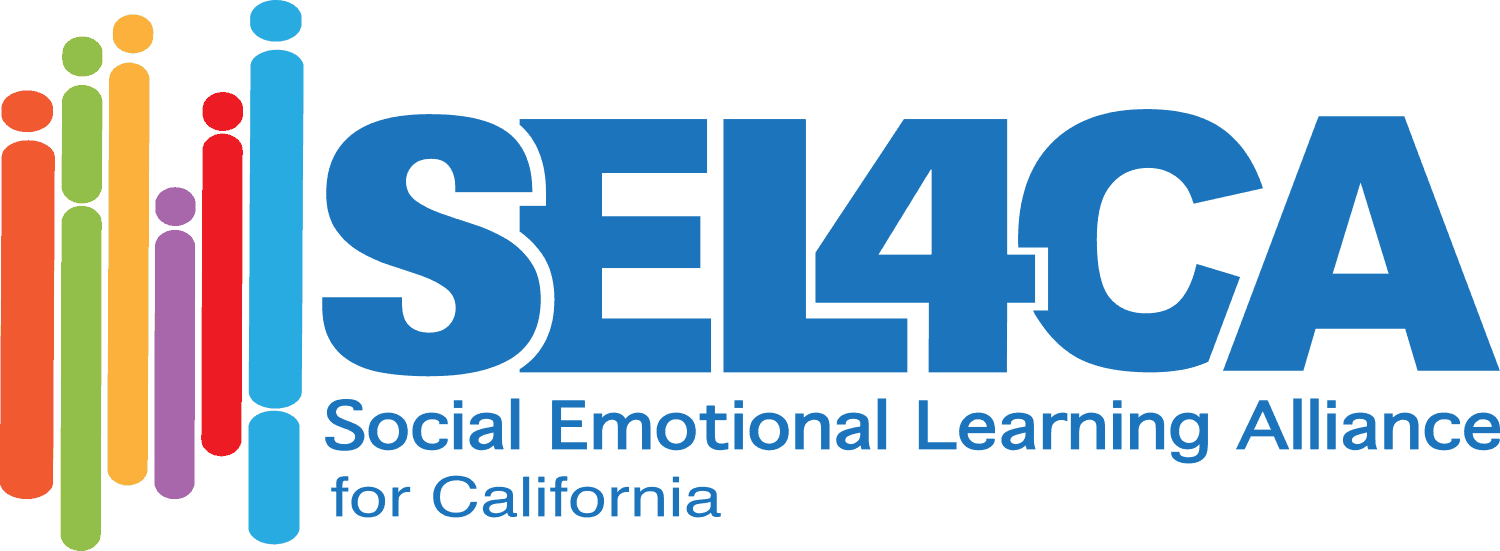 SEL4CA
Social Emotional Learning Alliance
for California